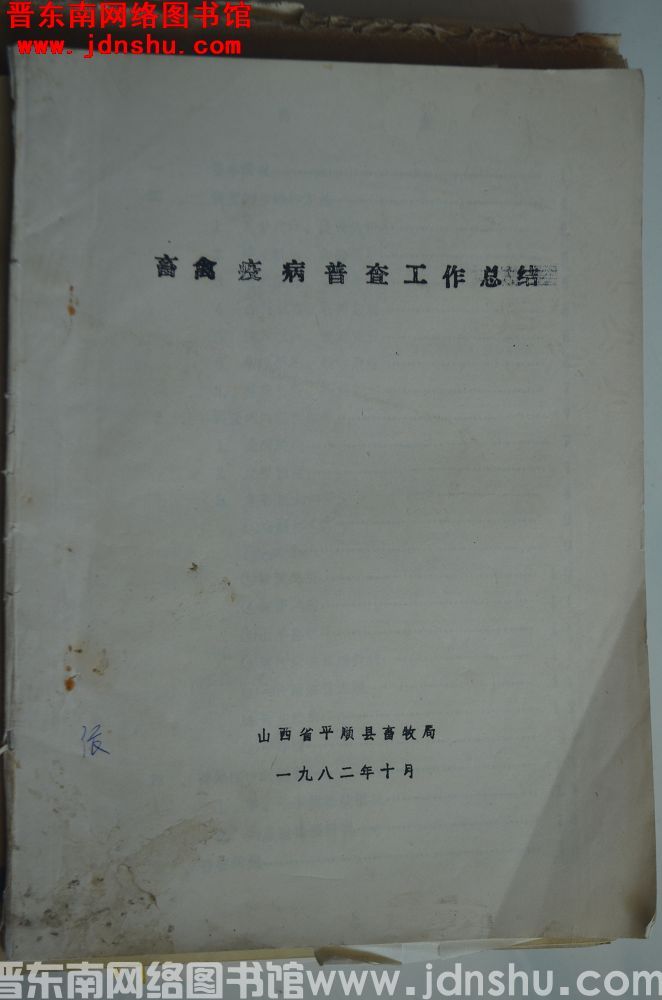 晋东南网络图书馆
www.jdnshu.com
畜禽疫病普查工作总结
山西省平顺县畜牧局
一九八二年十月
晋东南网络图书馆www.jdnshu.com